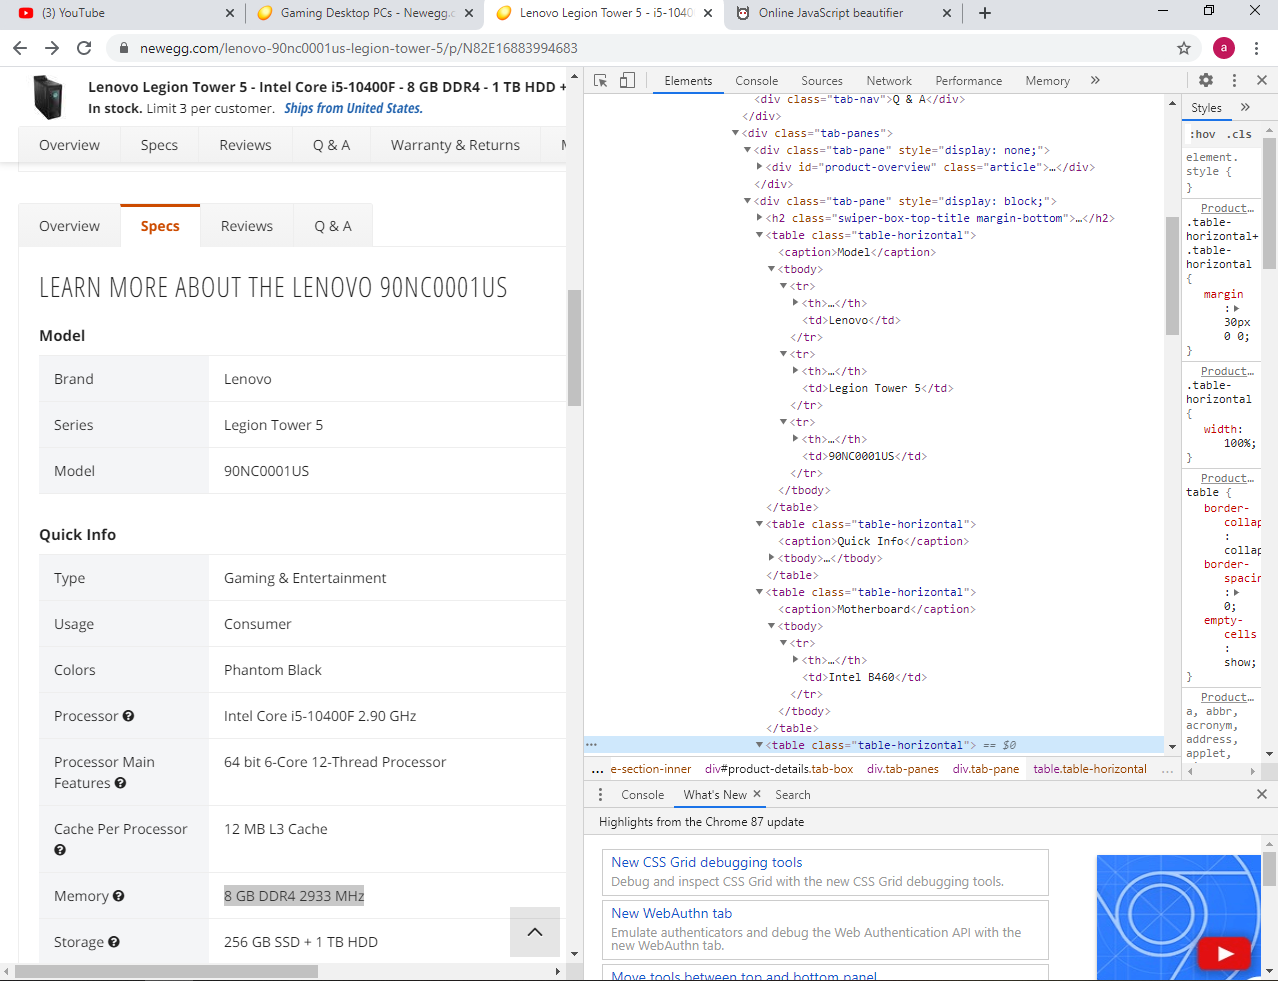 (3) YouTube
Gaming Desktop PCs - Newegg.c
Lenovo Legion Tower 5 - i5-1040
Online JavaScript beautifier
newegg.com/lenovo-90nc0001us-legion-tower-5/p/N82E16883994683
a
Lenovo Legion Tower 5 - Intel Core i5-10400F - 8 GB DDR4 - 1 TB HDD +
In stock. Limit 3 per customer. Ships from United States.
Overview Specs Reviews Q & A Warranty & Returns
Overview Specs Reviews Q & A
LEARN MORE ABOUT THE LENOVO 90NC0001US
Model
Brand Lenovo
Series Legion Tower 5
Model 90NC0001US
Quick Info
Type Gaming & Entertainment
Usage Consumer
Colors Phantom Black
Processor Intel Core i5-10400F 2.90 GHz
Processor Main Features 64 bit 6-Core 12-Thread Processor
Cache Per Processor 12 MB L3 Cache
Memory 8 GB DDR4 2933 MHz
Storage 256 GB SSD + 1 TB HDD
Elements Console Sources Network Performance Memory »
<div class="tab-nav">Q & A</div>
</div>
<div class="tab-panes">
<div class="tab-pane" style="display: none;">
<div id="product-overview" class="article">…</div>
</div>
<div class="tab-pane" style="display: block;">
<h2 class="swiper-box-top-title margin-bottom">…</h2>
<table class="table-horizontal">
<caption>Model</caption>
<tbody>
<tr>
<th>…</th>
<td>Lenovo</td>
</tr>
<tr>
<th>…</th>
<td>Legion Tower 5</td>
</tr>
<tr>
<th>…</th>
<td>90NC0001US</td>
</tr>
</tbody>
</table>
<table class="table-horizontal">
<caption>Quick Info</caption>
<tbody>…</tbody>
</table>
<table class="table-horizontal">
<caption>Motherboard</caption>
<tbody>
<tr>
<th>…</th>
<td>Intel B460</td>
</tr>
</tbody>
</table>
<table class="table-horizontal"> == $0
... e-section-inner div#product-details.tab-box div.tab-panes div.tab-pane table.table-horizontal ...
Styles »
:hov .cls
element.
style {
}
Product…
.table-
horizontal+
.table-
horizontal
{
margin
:
30px
0 0;
}
Product…
.table-
horizontal
{
width:
100%;
}
Product…
table {
border-
collap
:
collap
border-
spacin
:
0;
empty-
cells
:
show;
}
Product…
a, abbr,
acronym,
address,
applet,
Console What's New Search
Highlights from the Chrome 87 update
New CSS Grid debugging tools
Debug and inspect CSS Grid with the new CSS Grid debugging tools.
New WebAuthn tab
Emulate authenticators and debug the Web Authentication API with the
new WebAuthn tab.
Move tools between top and bottom panel